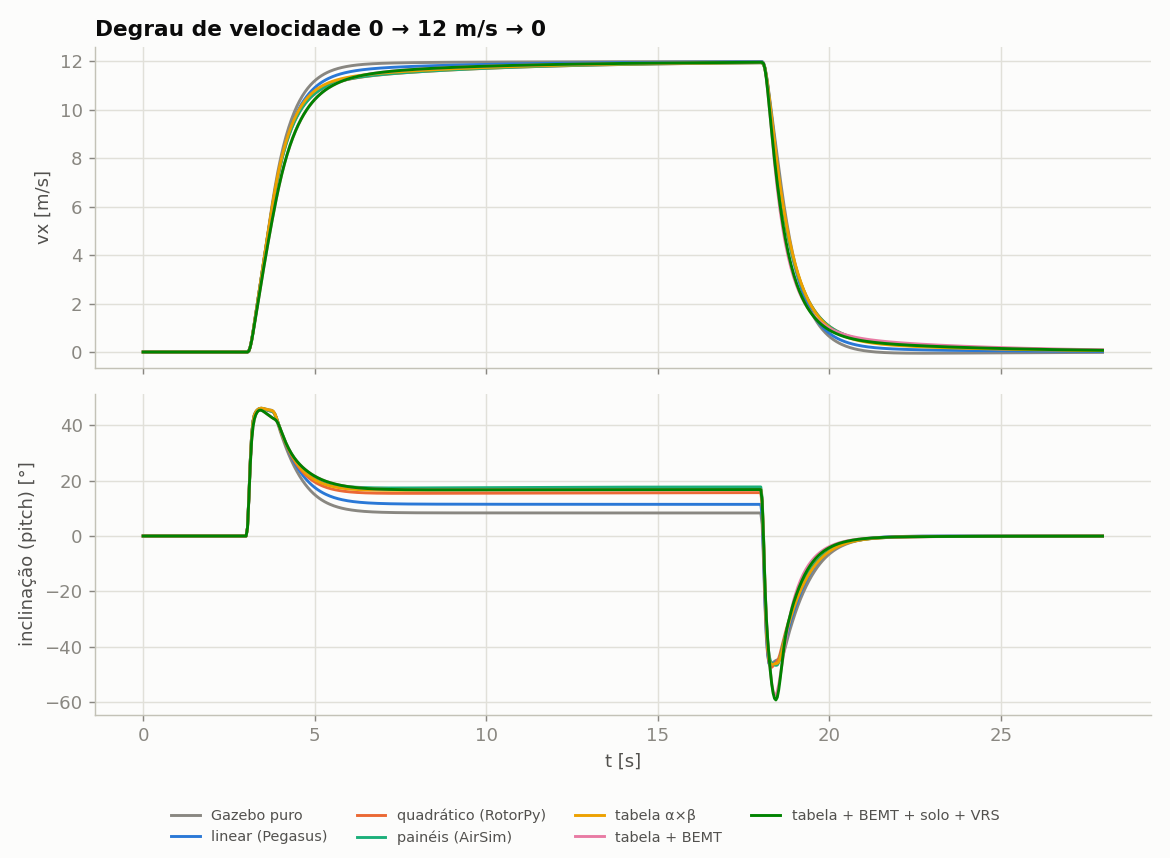 Degrau de velocidade 0 → 12 m/s → 0
12
10
8
6
4
2
0
vx [m/s]
40
20
0
−20
−40
−60
inclinação (pitch) [°]
0 5 10 15 20 25
t [s]
Gazebo puro
linear (Pegasus)
quadrático (RotorPy)
painéis (AirSim)
tabela α×β
tabela + BEMT
tabela + BEMT + solo + VRS